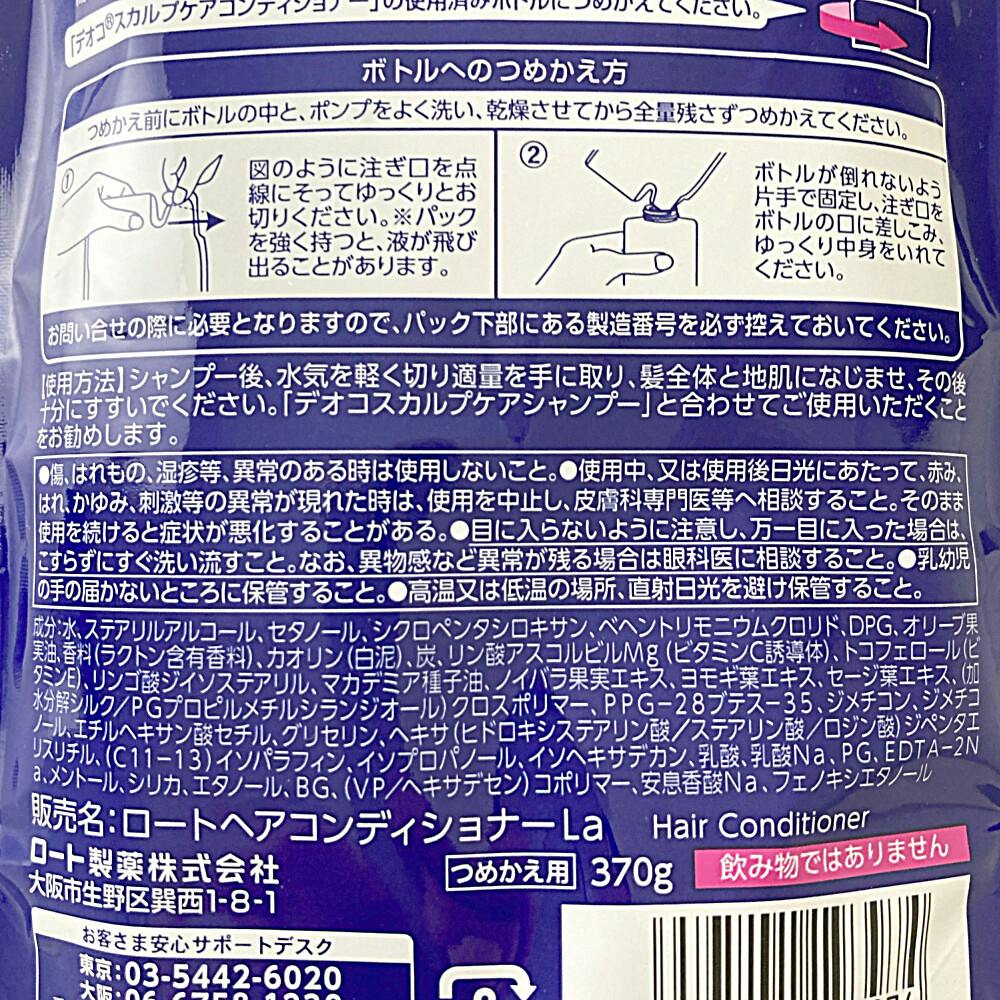 「デオコ®スカルプケアコンディショナー」の使用済みボトルにつめかえてください。
ボトルへのつめかえ方
つめかえ前にボトルの中と、ポンプをよく洗い、乾燥させてから全量残さずつめかえてください。
①
図のように注ぎ口を点
線にそってゆっくりとお
切りください。※パック
を強く持つと、液が飛び
出ることがあります。
②
ボトルが倒れないよう
片手で固定し、注ぎ口を
ボトルの口に差しこみ、
ゆっくり中身をいれて
ください。
お問い合せの際に必要となりますので、パック下部にある製造番号を必ず控えておいてください。
【使用方法】シャンプー後、水気を軽く切り適量を手に取り、髪全体と地肌になじませ、その後
十分にすすいでください。「デオコスカルプケアシャンプー」と合わせてご使用いただくこと
をお勧めします。
●傷、はれもの、湿疹等、異常のある時は使用しないこと。●使用中、又は使用後日光にあたって、赤み、
はれ、かゆみ、刺激等の異常が現れた時は、使用を中止し、皮膚科専門医等へ相談すること。そのまま
使用を続けると症状が悪化することがある。●目に入らないように注意し、万一目に入った場合は、
こすらずにすぐ洗い流すこと。なお、異物感など異常が残る場合は眼科医に相談すること。●乳幼児
の手の届かないところに保管すること。●高温又は低温の場所、直射日光を避け保管すること。
成分:水、ステアリルアルコール、セタノール、シクロペンタシロキサン、ベヘントリモニウムクロリド、DPG、オリーブ果
実油、香料(ラクトン含有香料)、カオリン(白泥)、炭、リン酸アスコルビルMg(ビタミンC誘導体)、トコフェロール(ビ
タミンE)、リンゴ酸ジイソステアリル、マカデミア種子油、ノイバラ果実エキス、ヨモギ葉エキス、セージ葉エキス、(加
水分解シルク/PGプロピルメチルシランジオール)クロスポリマー、PPG-28ブテス-35、ジメチコン、ジメチコ
ノール、エチルヘキサン酸セチル、グリセリン、ヘキサ(ヒドロキシステアリン酸/ステアリン酸/ロジン酸)ジペンタエ
リスリチル、(C11-13)イソパラフィン、イソプロパノール、イソヘキサデカン、乳酸、乳酸Na、PG、EDTA-2N
a、メントール、シリカ、エタノール、BG、(VP/ヘキサデセン)コポリマー、安息香酸Na、フェノキシエタノール
販売名:ロートヘアコンディショナーLa Hair Conditioner
ロート製薬株式会社
つめかえ用 370g 飲み物ではありません
大阪市生野区巽西1-8-1
お客さま安心サポートデスク
東京:03-5442-6020
大阪:06-6758-1230